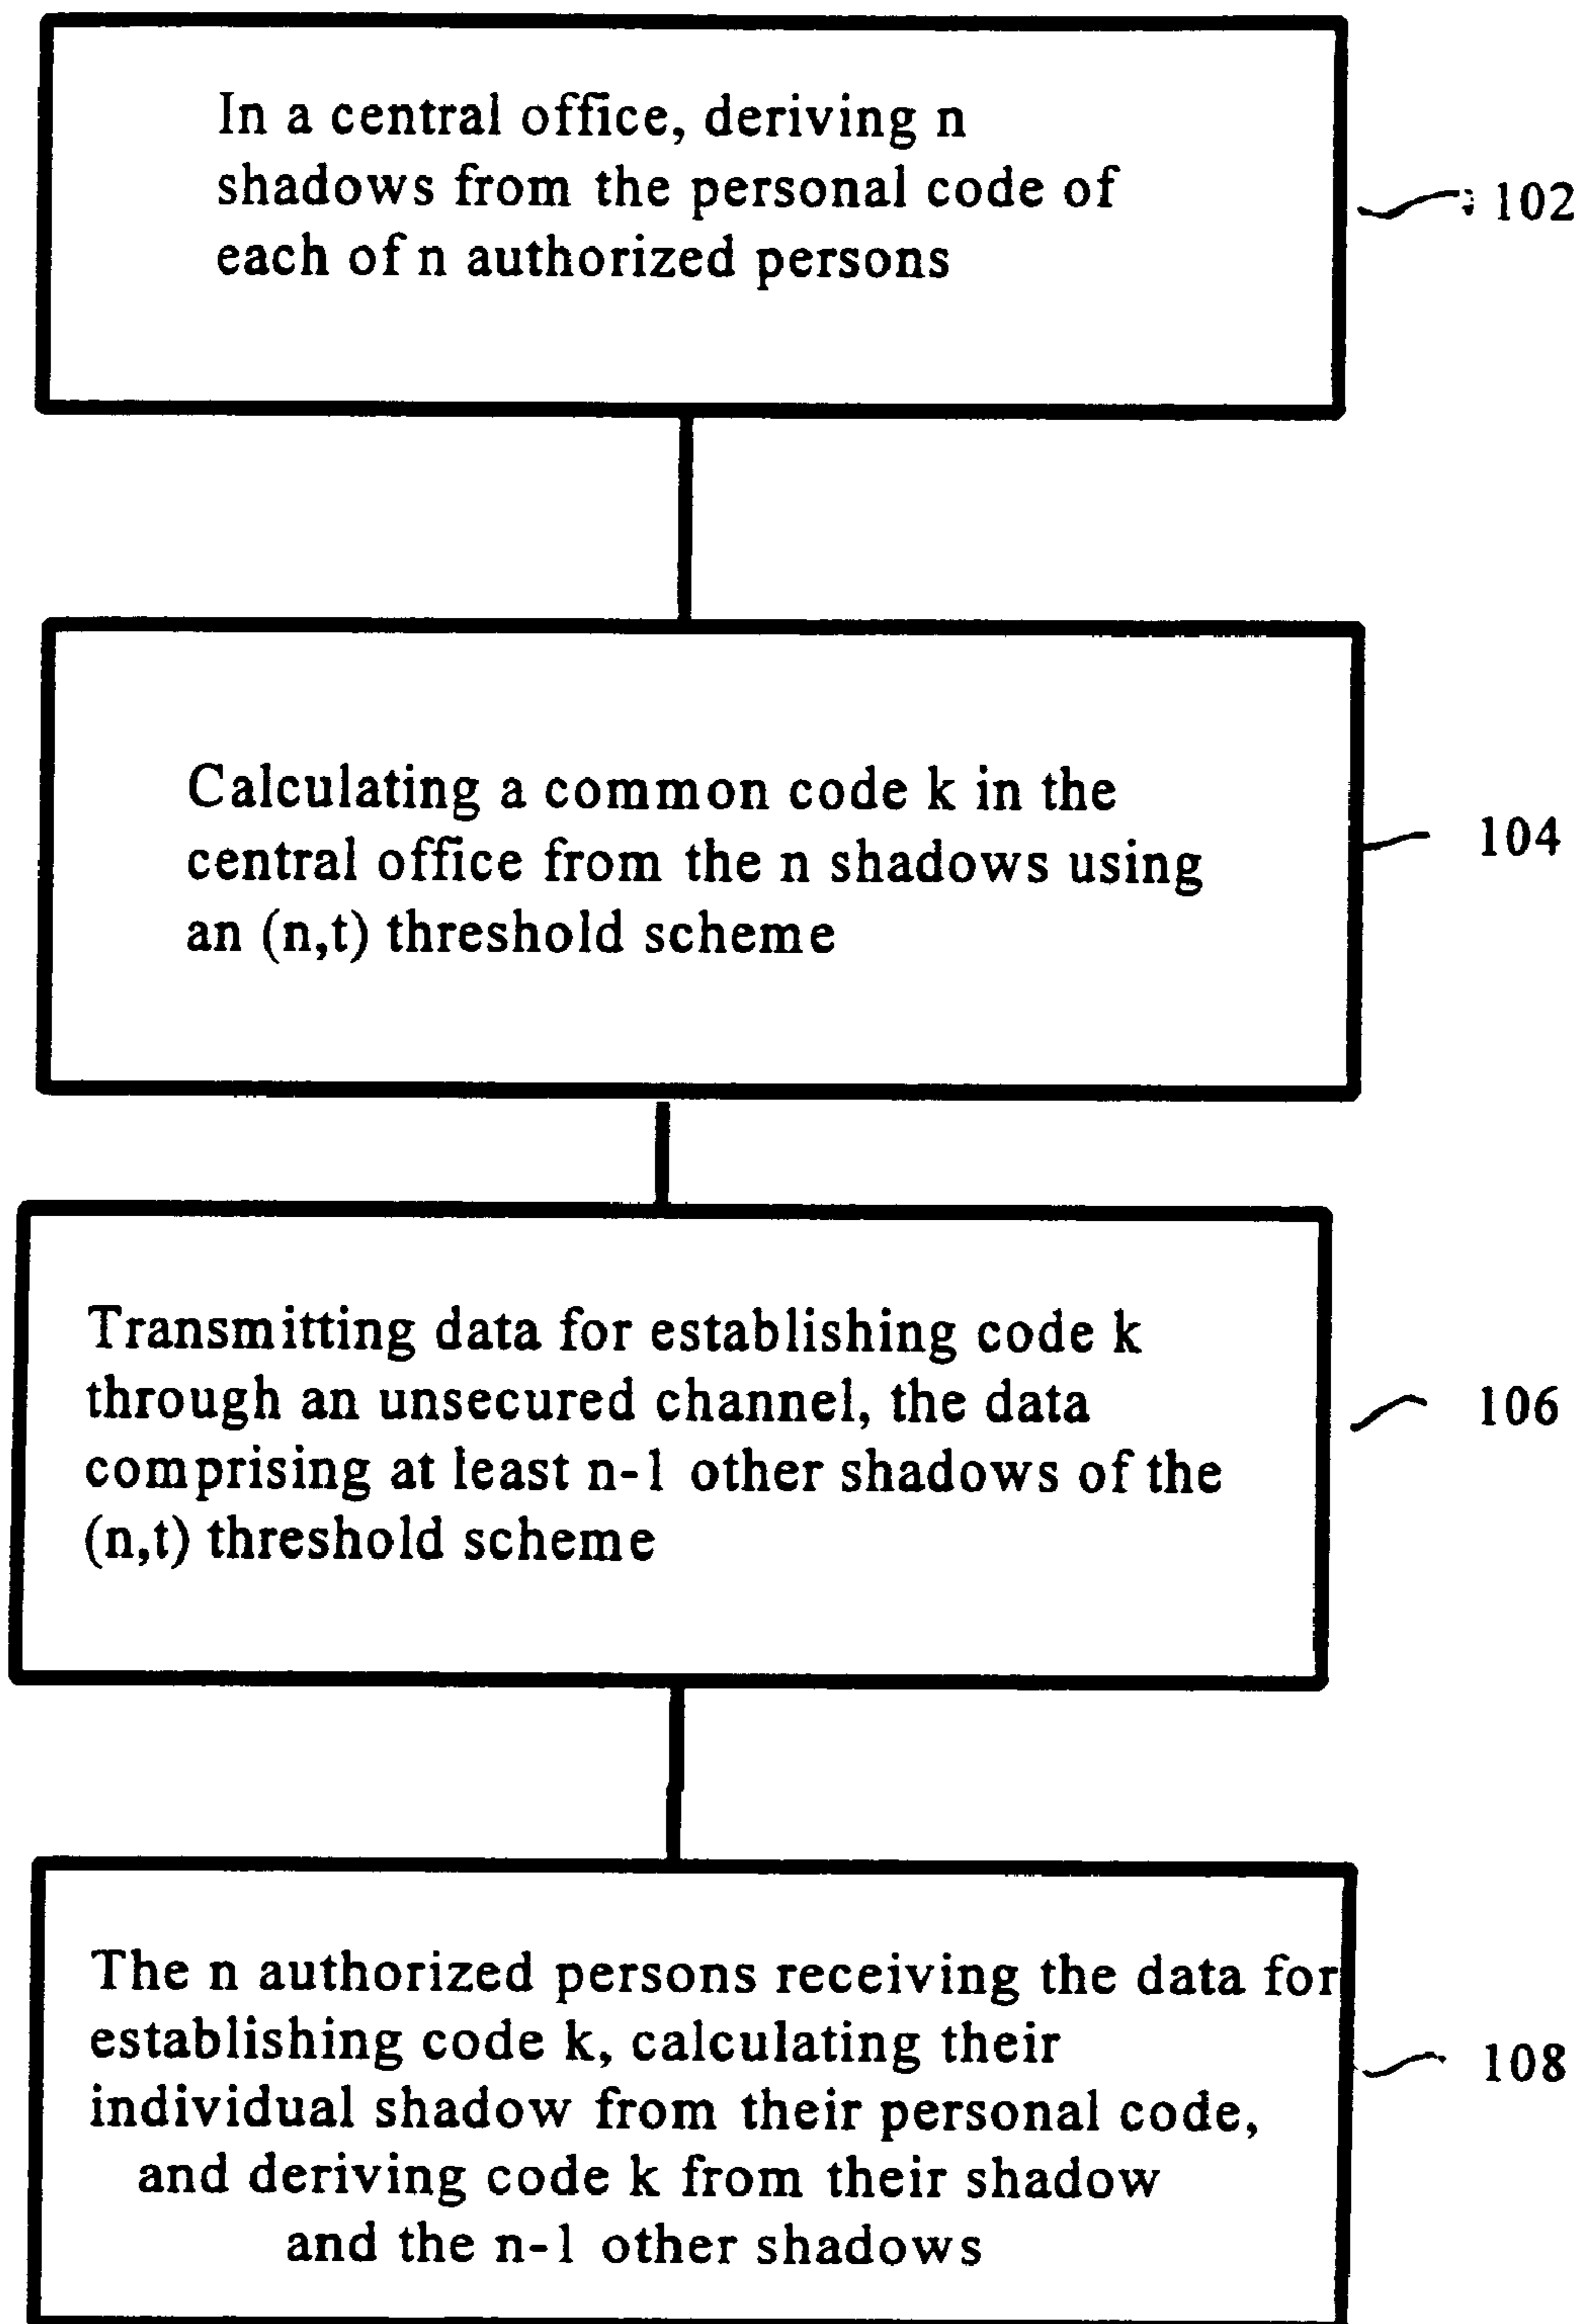 In a central office, deriving n
shadows from the personal code of
each of n authorized persons
102
Calculating a common code k in the
central office from the n shadows using
an (n,t) threshold scheme
104
Transmitting data for establishing code k
through an unsecured channel, the data
comprising at least n-1 other shadows of the
(n,t) threshold scheme
106
The n authorized persons receiving the data for
establishing code k, calculating their
individual shadow from their personal code,
and deriving code k from their shadow
and the n-1 other shadows
108